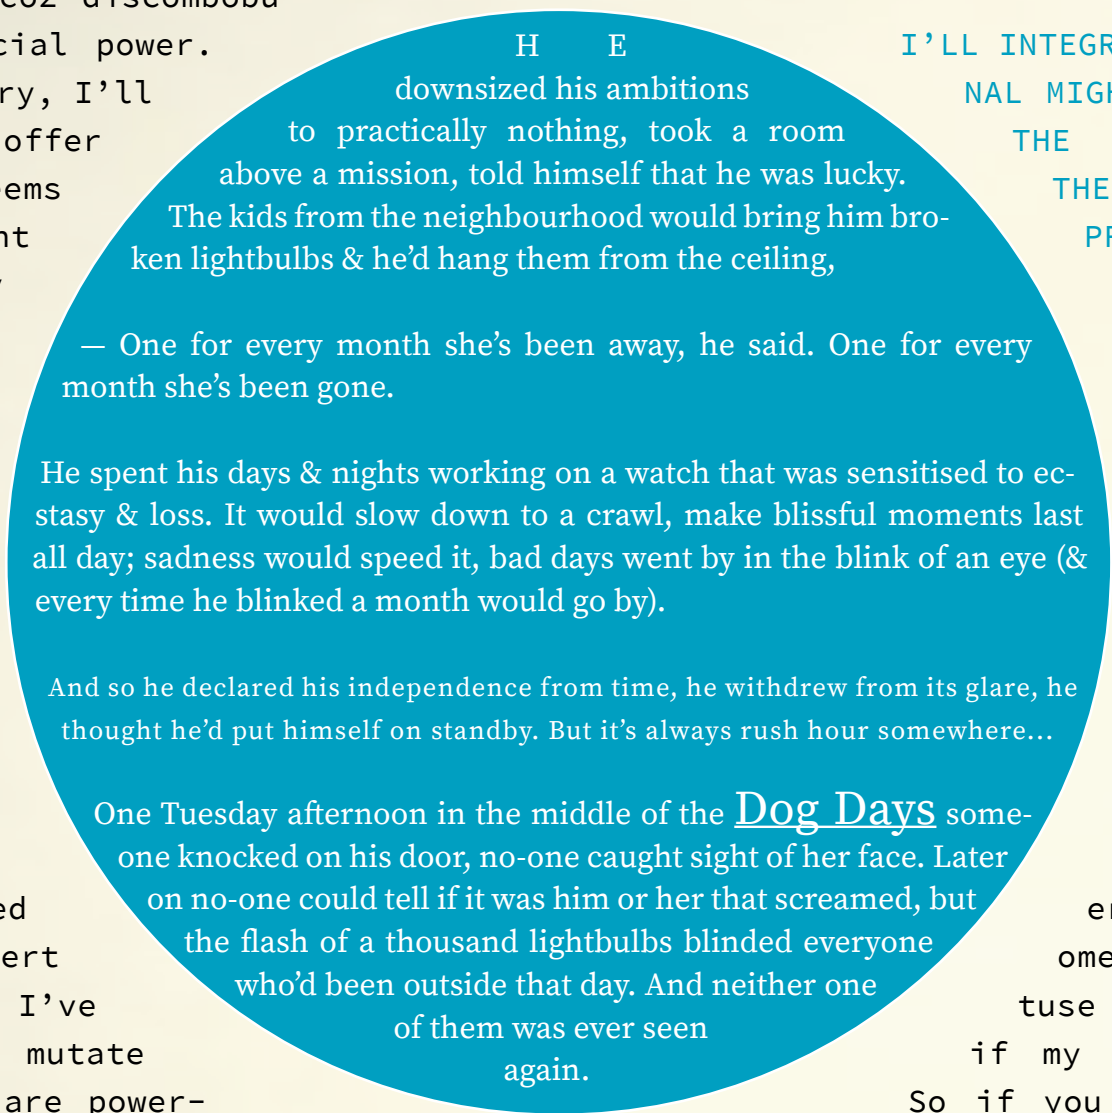 discombobu
cial power.
ry, I’ll
offer
eems
nt
H E
downsized his ambitions
to practically nothing, took a room
above a mission, told himself that he was lucky.
The kids from the neighbourhood would bring him bro-
ken lightbulbs & he’d hang them from the ceiling,
— One for every month she’s been away, he said. One for every
month she’s been gone.
He spent his days & nights working on a watch that was sensitised to ec-
stasy & loss. It would slow down to a crawl, make blissful moments last
all day; sadness would speed it, bad days went by in the blink of an eye (&
every time he blinked a month would go by).
And so he declared his independence from time, he withdrew from its glare, he
thought he’d put himself on standby. But it’s always rush hour somewhere…
One Tuesday afternoon in the middle of the Dog Days some-
one knocked on his door, no-one caught sight of her face. Later
on no-one could tell if it was him or her that screamed, but
the flash of a thousand lightbulbs blinded everyone
who’d been outside that day. And neither one
of them was ever seen
again.
I’LL INTEGR
NAL MIGH
THE
THE
PR
ed
ert
I’ve
mutate
are power–
er
ome
tuse
if my
So if you